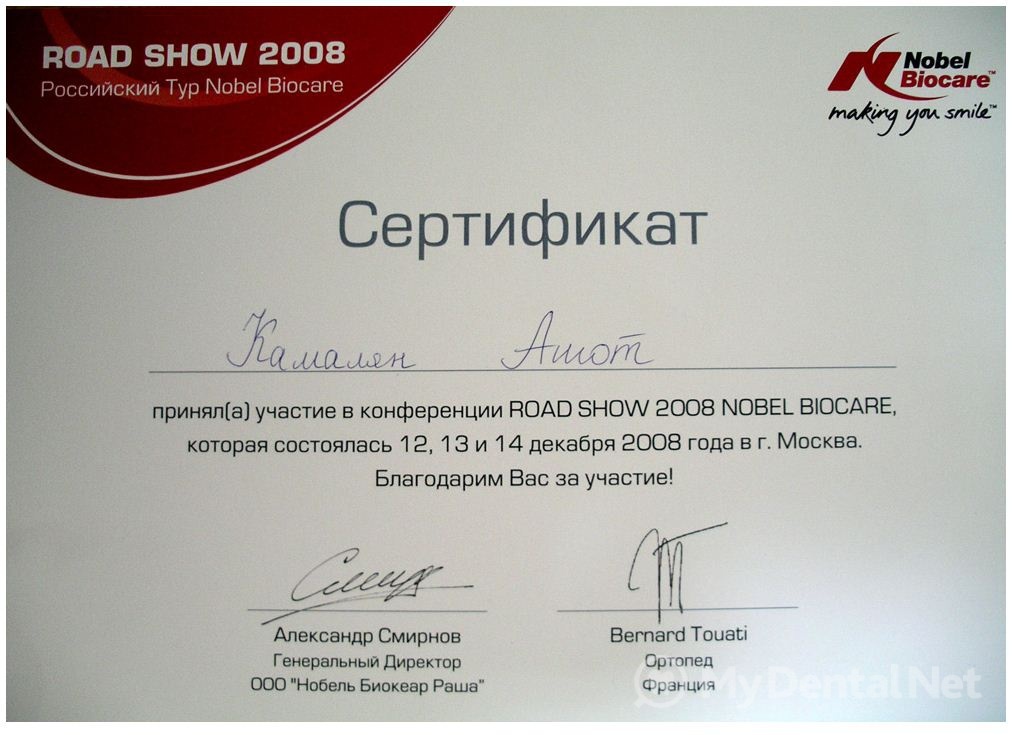 ROAD SHOW 2008
Российский Тур Nobel Biocare
Nobel
Biocare™
making you smile™
Сертификат
Камалян Ашот
принял(а) участие в конференции ROAD SHOW 2008 NOBEL BIOCARE,
которая состоялась 12, 13 и 14 декабря 2008 года в г. Москва.
Благодарим Вас за участие!
Александр Смирнов
Генеральный Директор
ООО "Нобель Биокеар Раша"
Bernard Touati
Ортопед
Франция
MyDentalNet